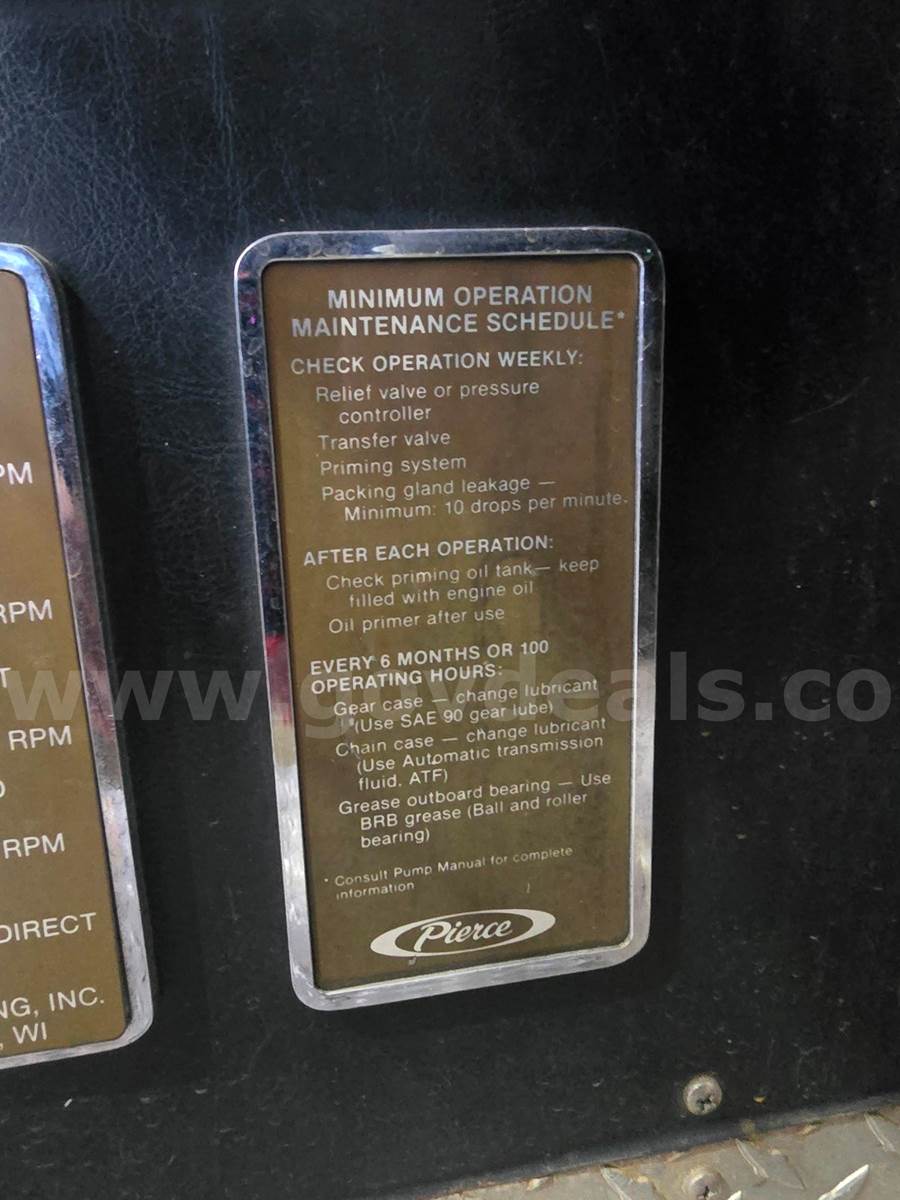 MINIMUM OPERATION
MAINTENANCE SCHEDULE*
CHECK OPERATION WEEKLY:
Relief valve or pressure
controller
Transfer valve
Priming system
Packing gland leakage —
Minimum: 10 drops per minute.
AFTER EACH OPERATION:
Check priming oil tank — keep
filled with engine oil
Oil primer after use
EVERY 6 MONTHS OR 100
OPERATING HOURS:
Gear case — change lubricant
(Use SAE 90 gear lube)
Chain case — change lubricant
(Use Automatic transmission
fluid, ATF)
Grease outboard bearing — Use
BRB grease (Ball and roller
bearing)
* Consult Pump Manual for complete
information
Pierce
PM
RPM
T
RPM
RPM
DIRECT
NG, INC.
, WI
www.govdeals.co